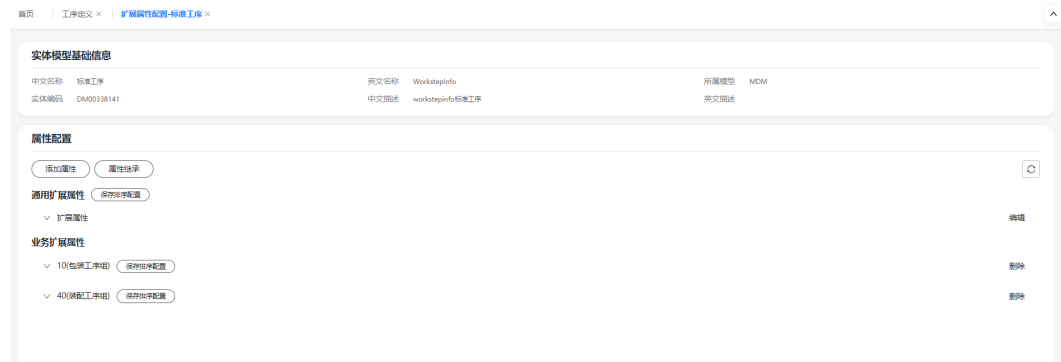 首页 工序定义 × 扩展属性配置-标准工序 ×
实体模型基础信息
中文名称 标准工序 英文名称 WorkstepInfo 所属模型 MDM
实体编码 DM00338141 中文描述 workstepinfo标准工序 英文描述
属性配置
添加属性 属性继承
通用扩展属性 保存排序配置
扩展属性 编辑
业务扩展属性
10(包装工序组) 保存排序配置 删除
40(装配工序组) 保存排序配置 删除